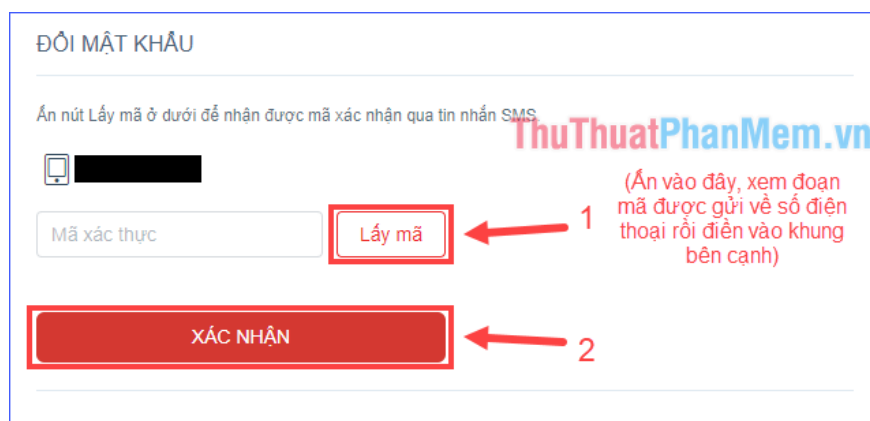 ĐỔI MẬT KHẨU
Ấn nút Lấy mã ở dưới để nhận được mã xác nhận qua tin nhắn SMS.
ThuThuatPhanMem.vn
Mã xác thực
Lấy mã
1
(Ấn vào đây, xem đoạn
mã được gửi về số điện
thoại rồi điền vào khung
bên cạnh)
XÁC NHẬN
2